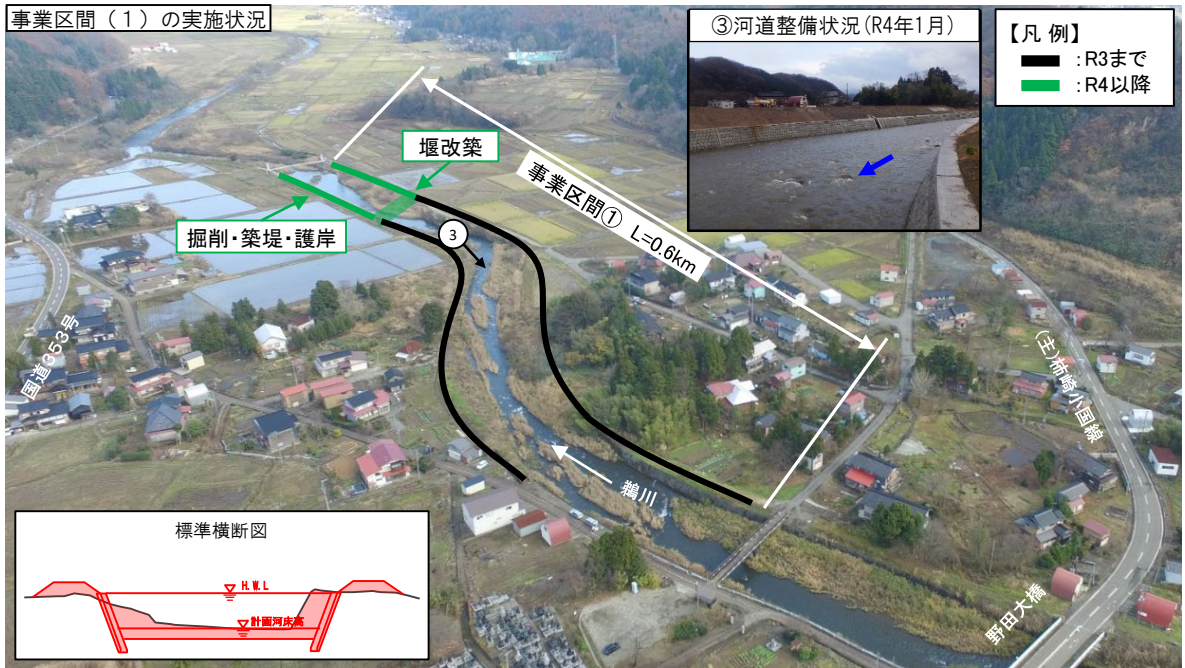 事業区間（１）の実施状況
③河道整備状況(R4年1月)
【凡 例】
：R3まで
：R4以降
堰改築
掘削・築堤・護岸
事業区間① L=0.6km
3
国道353号
(主)柿崎小国線
鵜川
野田大橋
標準横断図
H.W.L
計画河床高